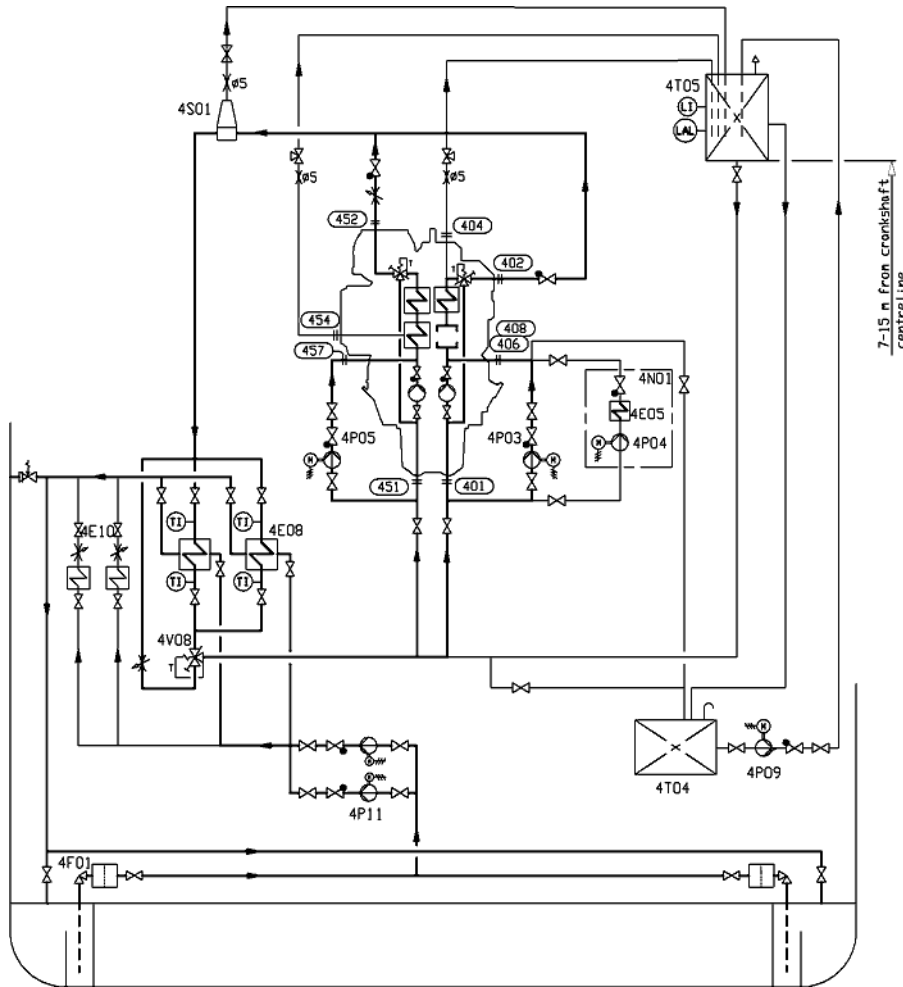 4S01
ø5
ø5
ø5
4T05
LI
LAL
7-15 m from crankshaft
centreline
452
404
T
T
402
454
457
408
406
4N01
4E05
4P04
M
4P05
M
4P03
M
451
401
4E10
TI
TI
4E08
TI
TI
4V08
T
M
M
4P11
4T04
M
4P09
4F01